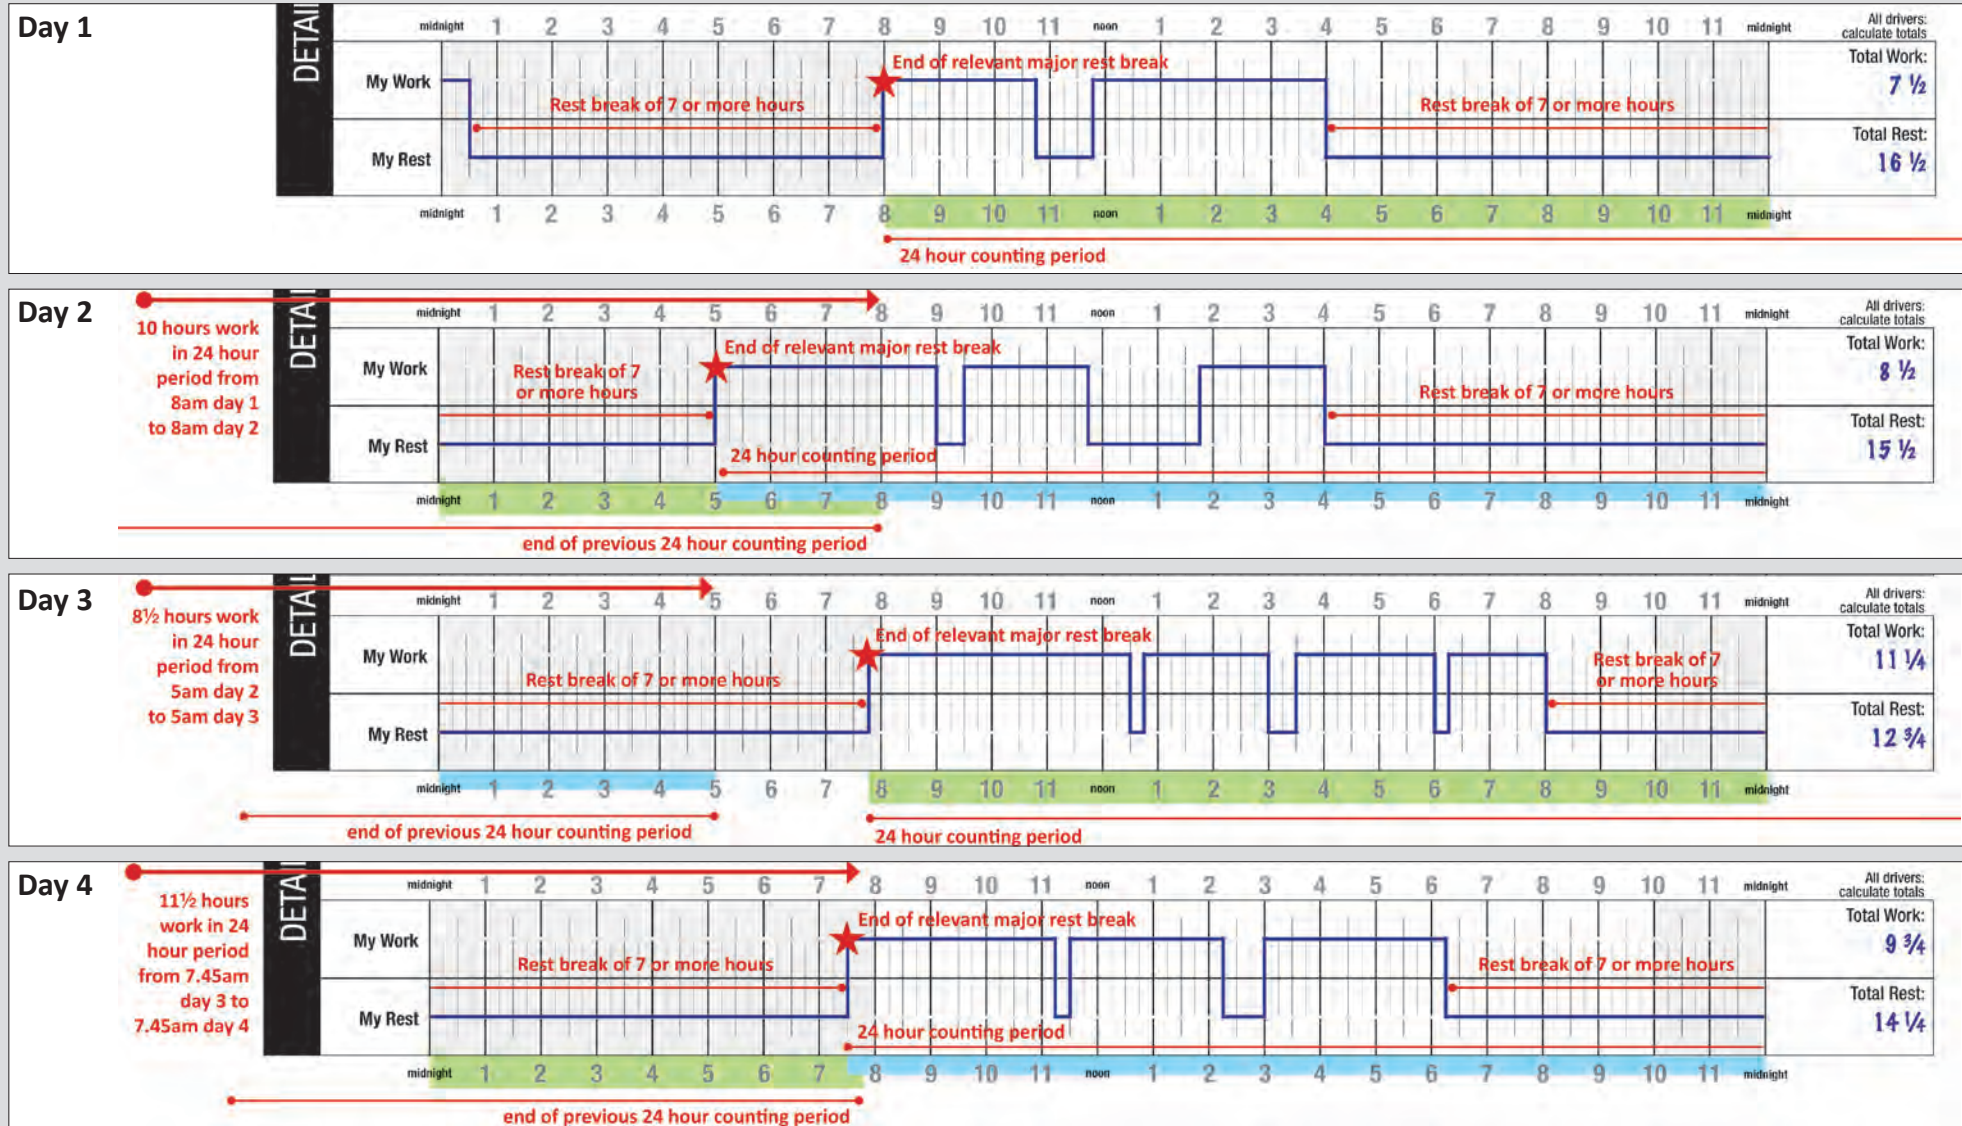 Day 1
DETAIL
midnight 1 2 3 4 5 6 7 8 9 10 11 noon 1 2 3 4 5 6 7 8 9 10 11 midnight
All drivers:
calculate totals
My Work
End of relevant major rest break
Rest break of 7 or more hours
Rest break of 7 or more hours
Total Work:
7 ½
My Rest
Total Rest:
16 ½
midnight 1 2 3 4 5 6 7 8 9 10 11 noon 1 2 3 4 5 6 7 8 9 10 11 midnight
24 hour counting period
Day 2
10 hours work
in 24 hour
period from
8am day 1
to 8am day 2
DETAI
midnight 1 2 3 4 5 6 7 8 9 10 11 noon 1 2 3 4 5 6 7 8 9 10 11 midnight
All drivers:
calculate totals
My Work
End of relevant major rest break
Rest break of 7
or more hours
Rest break of 7 or more hours
Total Work:
8 ½
My Rest
24 hour counting period
Total Rest:
15 ½
midnight 1 2 3 4 5 6 7 8 9 10 11 noon 1 2 3 4 5 6 7 8 9 10 11 midnight
end of previous 24 hour counting period
Day 3
8½ hours work
in 24 hour
period from
5am day 2
to 5am day 3
DETAIL
midnight 1 2 3 4 5 6 7 8 9 10 11 noon 1 2 3 4 5 6 7 8 9 10 11 midnight
All drivers:
calculate totals
My Work
End of relevant major rest break
Rest break of 7 or more hours
Rest break of 7
or more hours
Total Work:
11 ¼
My Rest
Total Rest:
12 ¾
midnight 1 2 3 4 5 6 7 8 9 10 11 noon 1 2 3 4 5 6 7 8 9 10 11 midnight
end of previous 24 hour counting period
24 hour counting period
Day 4
11½ hours
work in 24
hour period
from 7.45am
day 3 to
7.45am day 4
DETAI
midnight 1 2 3 4 5 6 7 8 9 10 11 noon 1 2 3 4 5 6 7 8 9 10 11 midnight
All drivers:
calculate totals
My Work
End of relevant major rest break
Rest break of 7 or more hours
Rest break of 7 or more hours
Total Work:
9 ¾
My Rest
24 hour counting period
Total Rest:
14 ¼
midnight 1 2 3 4 5 6 7 8 9 10 11 noon 1 2 3 4 5 6 7 8 9 10 11 midnight
end of previous 24 hour counting period